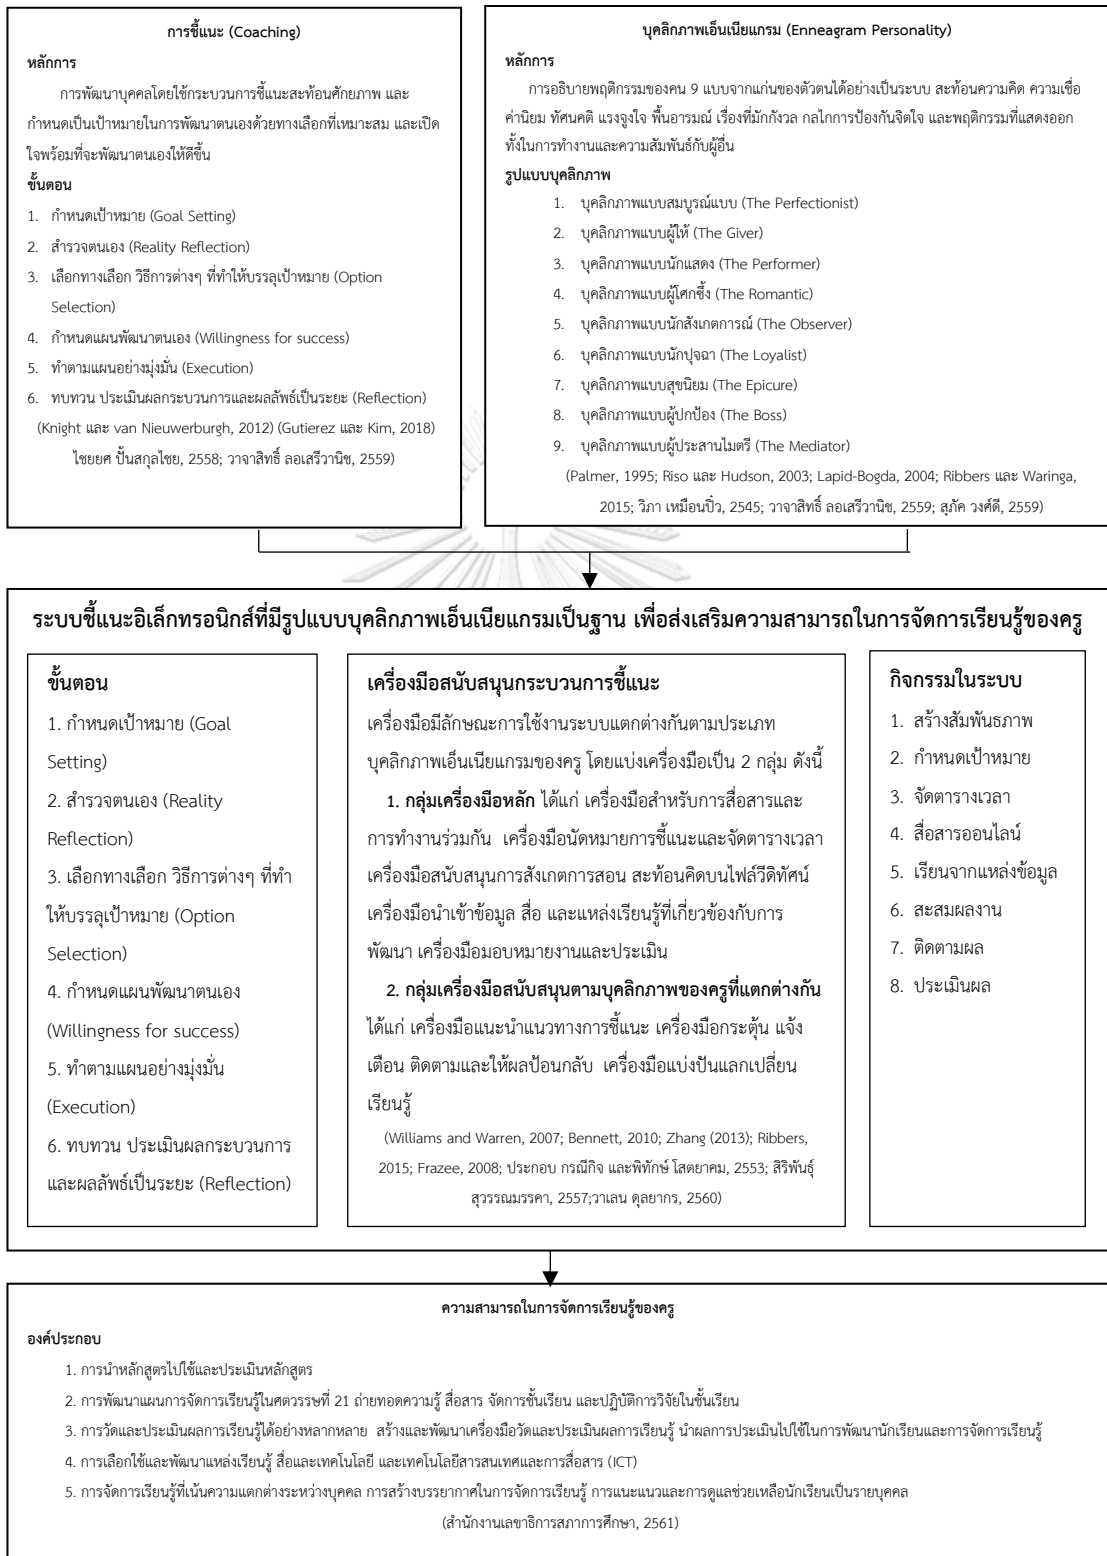 การชี้แนะ (Coaching)
หลักการ
การพัฒนาบุคคลโดยใช้กระบวนการชี้แนะสะท้อนศักยภาพ และ
กำหนดเป็นเป้าหมายในการพัฒนาตนเองด้วยทางเลือกที่เหมาะสม และเปิด
ใจพร้อมที่จะพัฒนาตนเองให้ดีขึ้น
ขั้นตอน
1. กำหนดเป้าหมาย (Goal Setting)
2. สำรวจตนเอง (Reality Reflection)
3. เลือกทางเลือก วิธีการต่างๆ ที่ทำให้บรรลุเป้าหมาย (Option
Selection)
4. กำหนดแผนพัฒนาตนเอง (Willingness for success)
5. ทำตามแผนอย่างมุ่งมั่น (Execution)
6. ทบทวน ประเมินผลกระบวนการและผลลัพธ์เป็นระยะ (Reflection)
(Knight และ van Nieuwerburgh, 2012) (Gutierez และ Kim, 2018)
ไชยยศ ปั้นสกุลไชย, 2558; วาจาสิทธิ์ ลอเสรีวานิช, 2559)
บุคลิกภาพเอ็นเนียแกรม (Enneagram Personality)
หลักการ
การอธิบายพฤติกรรมของคน 9 แบบจากแก่นของตัวตนได้อย่างเป็นระบบ สะท้อนความคิด ความเชื่อ
ค่านิยม ทัศนคติ แรงจูงใจ พื้นอารมณ์ เรื่องที่มักกังวล กลไกการป้องกันจิตใจ และพฤติกรรมที่แสดงออก
ทั้งในการทำงานและความสัมพันธ์กับผู้อื่น
รูปแบบบุคลิกภาพ
1. บุคลิกภาพแบบสมบูรณ์แบบ (The Perfectionist)
2. บุคลิกภาพแบบผู้ให้ (The Giver)
3. บุคลิกภาพแบบนักแสดง (The Performer)
4. บุคลิกภาพแบบผู้โศกซึ้ง (The Romantic)
5. บุคลิกภาพแบบนักสังเกตการณ์ (The Observer)
6. บุคลิกภาพแบบนักปุจฉา (The Loyalist)
7. บุคลิกภาพแบบสุขนิยม (The Epicure)
8. บุคลิกภาพแบบผู้ปกป้อง (The Boss)
9. บุคลิกภาพแบบผู้ประสานไมตรี (The Mediator)
(Palmer, 1995; Riso และ Hudson, 2003; Lapid-Bogda, 2004; Ribbers และ Waringa,
2015; วิภา เหมือนปิ๋ว, 2545; วาจาสิทธิ์ ลอเสรีวานิช, 2559; สุภัค วงศ์ดี, 2559)
ระบบชี้แนะอิเล็กทรอนิกส์ที่มีรูปแบบบุคลิกภาพเอ็นเนียแกรมเป็นฐาน เพื่อส่งเสริมความสามารถในการจัดการเรียนรู้ของครู
ขั้นตอน
1. กำหนดเป้าหมาย (Goal
Setting)
2. สำรวจตนเอง (Reality
Reflection)
3. เลือกทางเลือก วิธีการต่างๆ ที่ทำ
ให้บรรลุเป้าหมาย (Option
Selection)
4. กำหนดแผนพัฒนาตนเอง
(Willingness for success)
5. ทำตามแผนอย่างมุ่งมั่น
(Execution)
6. ทบทวน ประเมินผลกระบวนการ
และผลลัพธ์เป็นระยะ (Reflection)
เครื่องมือสนับสนุนกระบวนการชี้แนะ
เครื่องมือมีลักษณะการใช้งานระบบแตกต่างกันตามประเภท
บุคลิกภาพเอ็นเนียแกรมของครู โดยแบ่งเครื่องมือเป็น 2 กลุ่ม ดังนี้
1. กลุ่มเครื่องมือหลัก ได้แก่ เครื่องมือสำหรับการสื่อสารและ
การทำงานร่วมกัน เครื่องมือนัดหมายการชี้แนะและจัดตารางเวลา
เครื่องมือสนับสนุนการสังเกตการสอน สะท้อนคิดบนไฟล์วีดิทัศน์
เครื่องมือนำเข้าข้อมูล สื่อ และแหล่งเรียนรู้ที่เกี่ยวข้องกับการ
พัฒนา เครื่องมือมอบหมายงานและประเมิน
2. กลุ่มเครื่องมือสนับสนุนตามบุคลิกภาพของครูที่แตกต่างกัน
ได้แก่ เครื่องมือแนะนำแนวทางการชี้แนะ เครื่องมือกระตุ้น แจ้ง
เตือน ติดตามและให้ผลป้อนกลับ เครื่องมือแบ่งปันแลกเปลี่ยน
เรียนรู้
(Williams and Warren, 2007; Bennett, 2010; Zhang (2013); Ribbers,
2015; Frazee, 2008; ประกอบ กรณีกิจ และพิทักษ์ โสตยาคม, 2553; สิริพันธุ์
สุวรรณมรรคา, 2557;วาเลน ดุลยากร, 2560)
กิจกรรมในระบบ
1. สร้างสัมพันธภาพ
2. กำหนดเป้าหมาย
3. จัดตารางเวลา
4. สื่อสารออนไลน์
5. เรียนจากแหล่งข้อมูล
6. สะสมผลงาน
7. ติดตามผล
8. ประเมินผล
ความสามารถในการจัดการเรียนรู้ของครู
องค์ประกอบ
1. การนำหลักสูตรไปใช้และประเมินหลักสูตร
2. การพัฒนาแผนการจัดการเรียนรู้ในศตวรรษที่ 21 ถ่ายทอดความรู้ สื่อสาร จัดการชั้นเรียน และปฏิบัติการวิจัยในชั้นเรียน
3. การวัดและประเมินผลการเรียนรู้ได้อย่างหลากหลาย สร้างและพัฒนาเครื่องมือวัดและประเมินผลการเรียนรู้ นำผลการประเมินไปใช้ในการพัฒนานักเรียนและการจัดการเรียนรู้
4. การเลือกใช้และพัฒนาแหล่งเรียนรู้ สื่อและเทคโนโลยี และเทคโนโลยีสารสนเทศและการสื่อสาร (ICT)
5. การจัดการเรียนรู้ที่เน้นความแตกต่างระหว่างบุคคล การสร้างบรรยากาศในการจัดการเรียนรู้ การแนะแนวและการดูแลช่วยเหลือนักเรียนเป็นรายบุคคล
(สำนักงานเลขาธิการสภาการศึกษา, 2561)